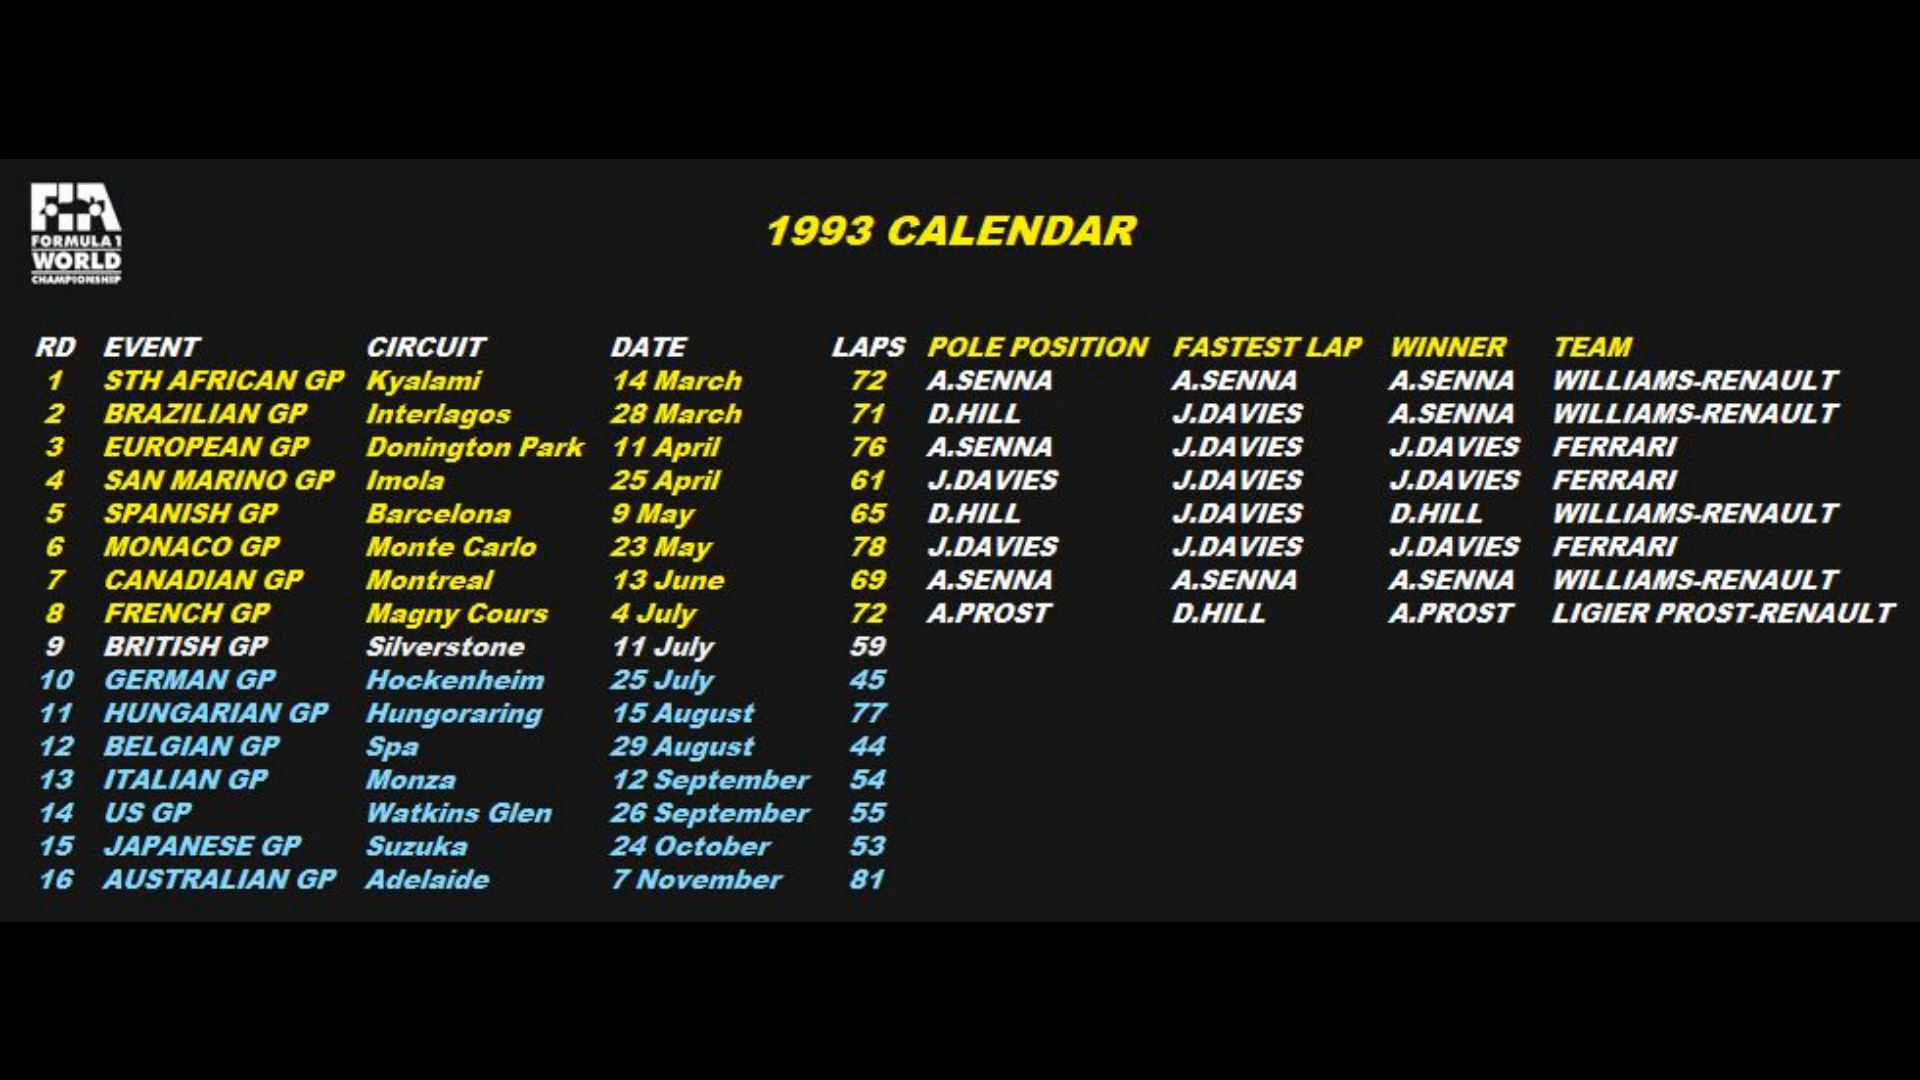 FIA
FORMULA 1
WORLD
CHAMPIONSHIP
1993 CALENDAR
RD EVENT CIRCUIT DATE LAPS POLE POSITION FASTEST LAP WINNER TEAM
1 STH AFRICAN GP Kyalami 14 March 72 A.SENNA A.SENNA A.SENNA WILLIAMS-RENAULT
2 BRAZILIAN GP Interlagos 28 March 71 D.HILL J.DAVIES A.SENNA WILLIAMS-RENAULT
3 EUROPEAN GP Donington Park 11 April 76 A.SENNA J.DAVIES J.DAVIES FERRARI
4 SAN MARINO GP Imola 25 April 61 J.DAVIES J.DAVIES J.DAVIES FERRARI
5 SPANISH GP Barcelona 9 May 65 D.HILL J.DAVIES D.HILL WILLIAMS-RENAULT
6 MONACO GP Monte Carlo 23 May 78 J.DAVIES J.DAVIES J.DAVIES FERRARI
7 CANADIAN GP Montreal 13 June 69 A.SENNA A.SENNA A.SENNA WILLIAMS-RENAULT
8 FRENCH GP Magny Cours 4 July 72 A.PROST D.HILL A.PROST LIGIER PROST-RENAULT
9 BRITISH GP Silverstone 11 July 59
10 GERMAN GP Hockenheim 25 July 45
11 HUNGARIAN GP Hungoraring 15 August 77
12 BELGIAN GP Spa 29 August 44
13 ITALIAN GP Monza 12 September 54
14 US GP Watkins Glen 26 September 55
15 JAPANESE GP Suzuka 24 October 53
16 AUSTRALIAN GP Adelaide 7 November 81